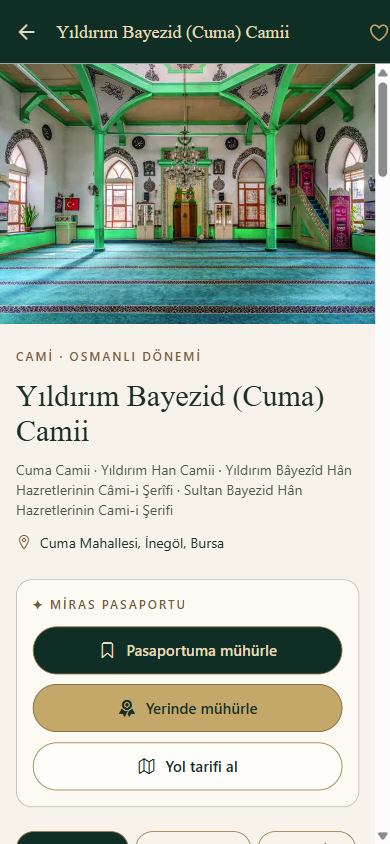 Yıldırım Bayezid (Cuma) Camii
CAMİ · OSMANLI DÖNEMİ
Yıldırım Bayezid (Cuma)
Camii
Cuma Camii · Yıldırım Han Camii · Yıldırım Bâyezîd Hân
Hazretlerinin Câmi-i Şerîfi · Sultan Bayezid Hân
Hazretlerinin Cami-i Şerifi
Cuma Mahallesi, İnegöl, Bursa
MİRAS PASAPORTU
Pasaportuma mühürle
Yerinde mühürle
Yol tarifi al